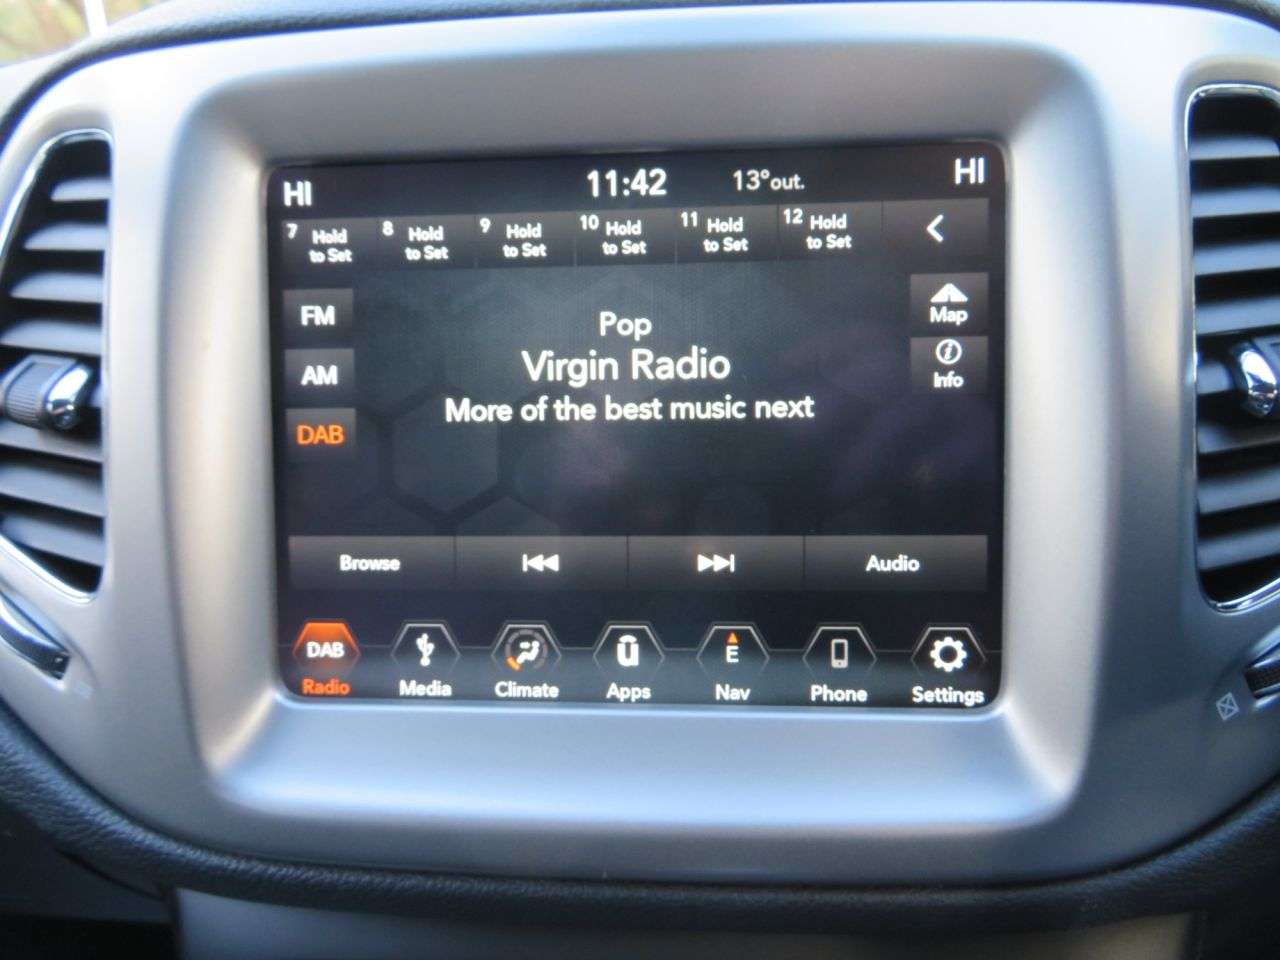 HI 11:42 13°out. HI
7 Hold to Set 8 Hold to Set 9 Hold to Set 10 Hold to Set 11 Hold to Set 12 Hold to Set
FM
AM
DAB
Pop
Virgin Radio
More of the best music next
Map
Info
Browse Audio
DAB E
Radio Media Climate Apps Nav Phone Settings